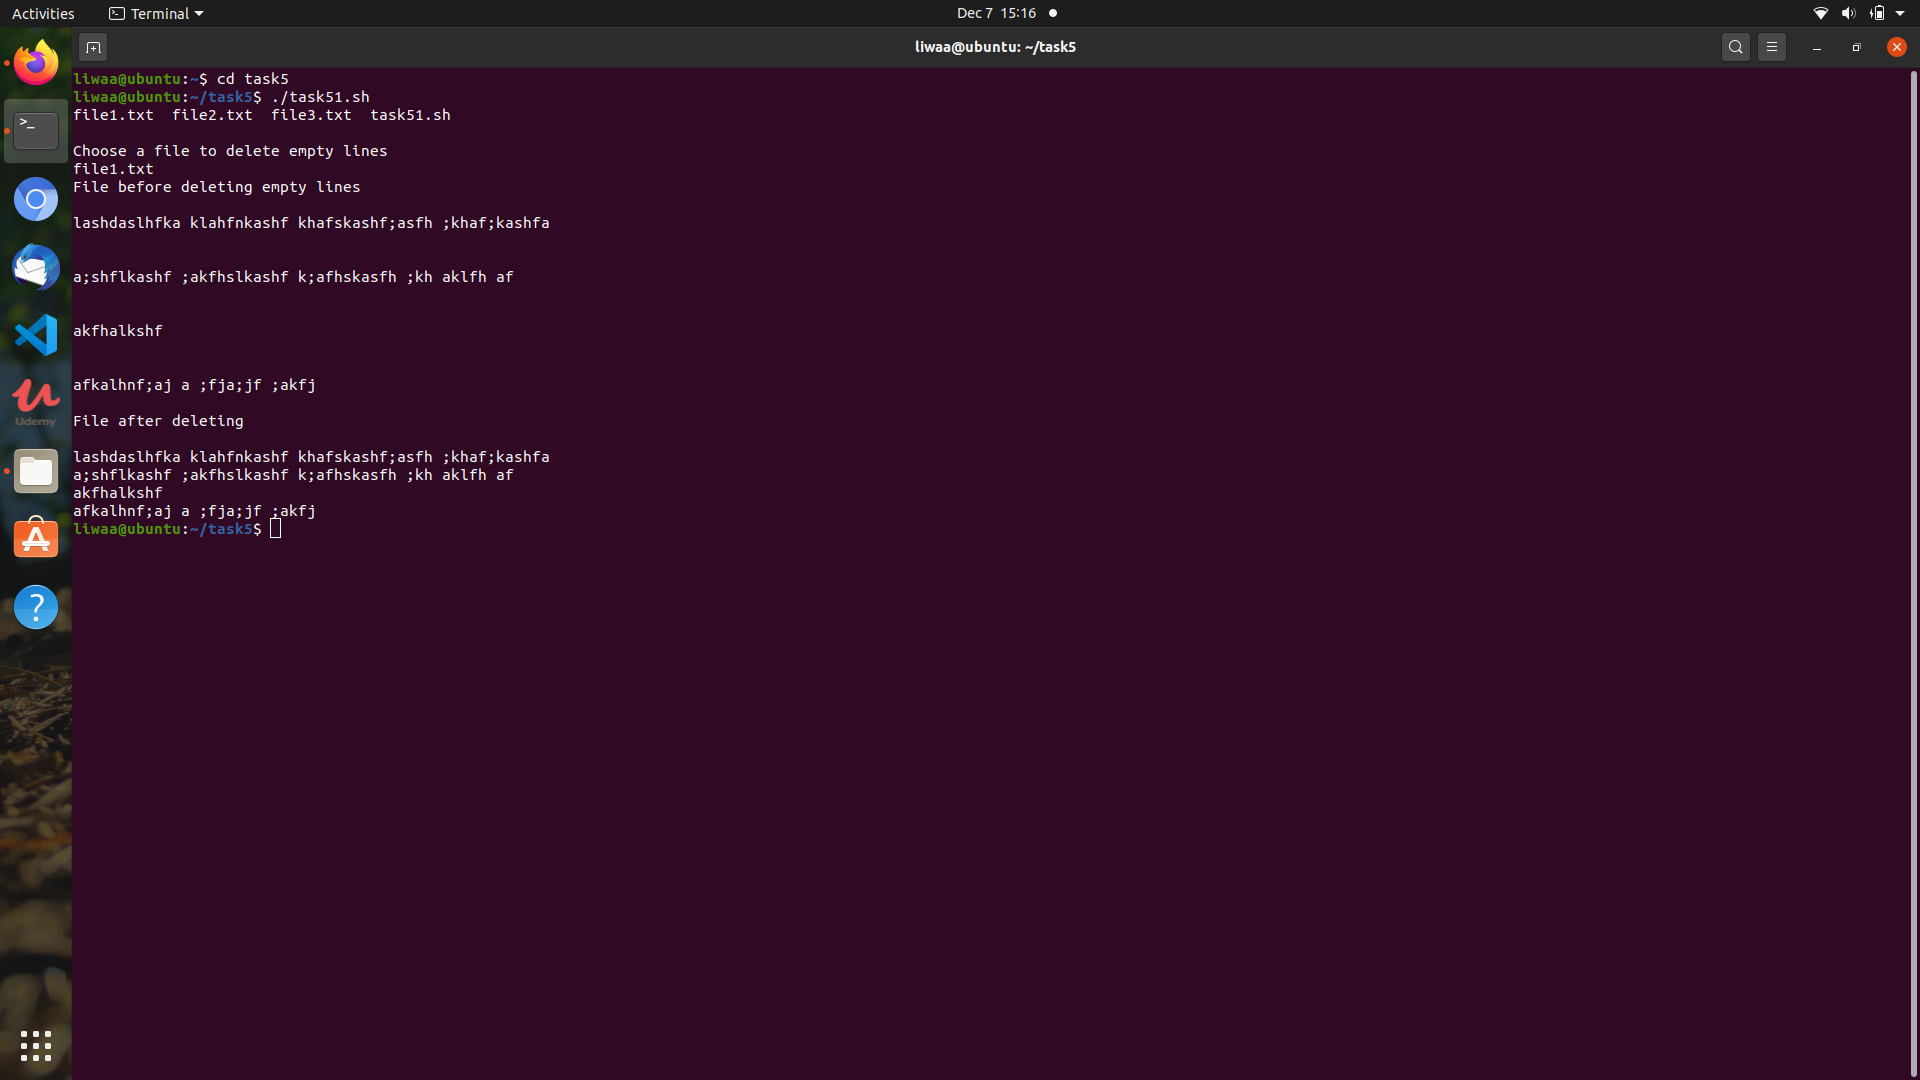 Activities
Terminal
Dec 7 15:16
liwaa@ubuntu: ~/task5
liwaa@ubuntu:~$ cd task5
liwaa@ubuntu:~/task5$ ./task51.sh
file1.txt  file2.txt  file3.txt  task51.sh
Choose a file to delete empty lines
file1.txt
File before deleting empty lines
lashdaslhfka klahfnkashf khafskashf;asfh ;khaf;kashfa
a;shflkashf ;akfhslkashf k;afhskasfh ;kh aklfh af
akfhalkshf
afkalhnf;aj a ;fja;jf ;akfj
File after deleting
lashdaslhfka klahfnkashf khafskashf;asfh ;khaf;kashfa
a;shflkashf ;akfhslkashf k;afhskasfh ;kh aklfh af
akfhalkshf
afkalhnf;aj a ;fja;jf ;akfj
liwaa@ubuntu:~/task5$
Udemy